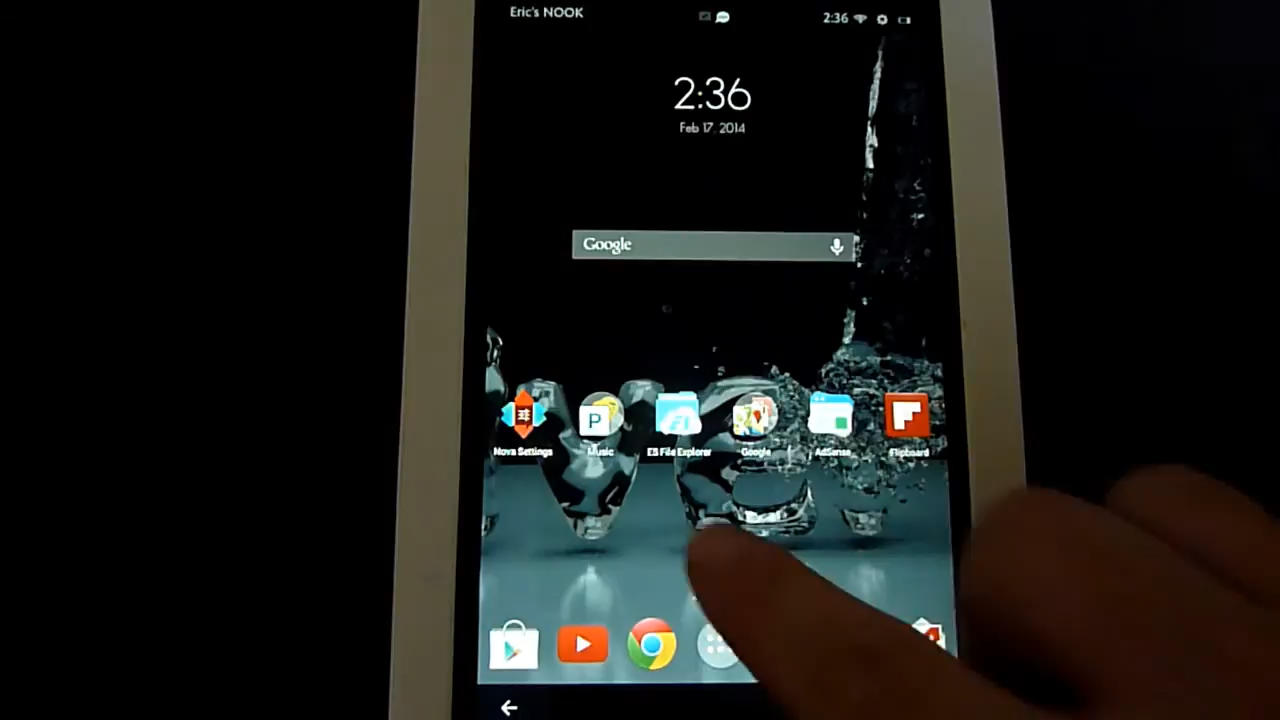 Eric's NOOK
2:36
2:36
Feb 17, 2014
Google
P
Nova Settings
Music
ES File Explorer
Google
AdSense
Flipboard